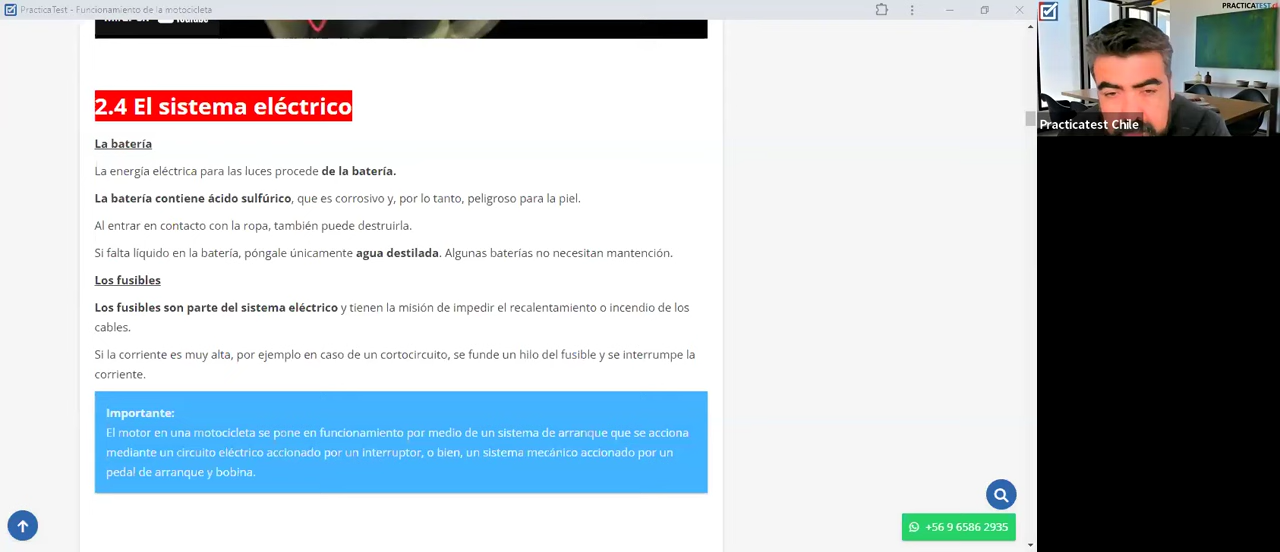 PracticaTest - Funcionamiento de la motocicleta
PRACTICATEST
YouTube
Practicatest Chile
2.4 El sistema eléctrico
La batería
La energía eléctrica para las luces procede de la batería.
La batería contiene ácido sulfúrico, que es corrosivo y, por lo tanto, peligroso para la piel.
Al entrar en contacto con la ropa, también puede destruirla.
Si falta líquido en la batería, póngale únicamente agua destilada. Algunas baterías no necesitan mantención.
Los fusibles
Los fusibles son parte del sistema eléctrico y tienen la misión de impedir el recalentamiento o incendio de los
cables.
Si la corriente es muy alta, por ejemplo en caso de un cortocircuito, se funde un hilo del fusible y se interrumpe la
corriente.
Importante:
El motor en una motocicleta se pone en funcionamiento por medio de un sistema de arranque que se acciona
mediante un circuito eléctrico accionado por un interruptor, o bien, un sistema mecánico accionado por un
pedal de arranque y bobina.
+56 9 6586 2935